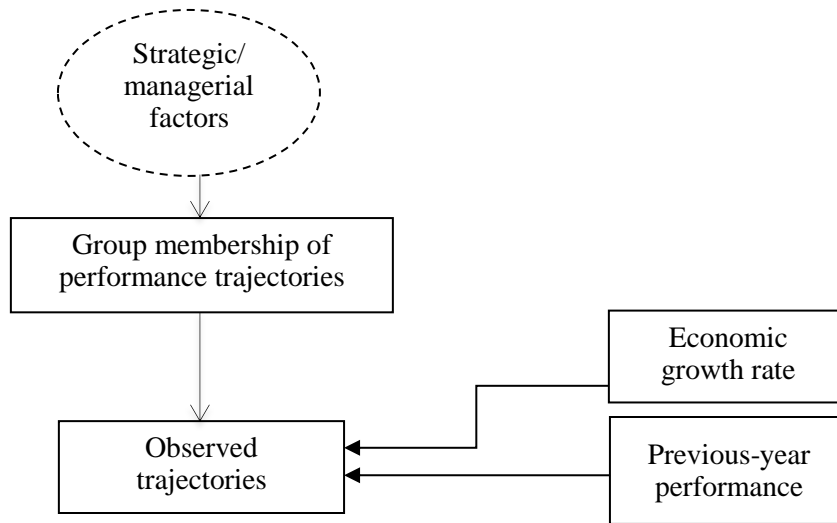 Strategic/
managerial
factors
Group membership of
performance trajectories
Economic
growth rate
Observed
trajectories
Previous-year
performance